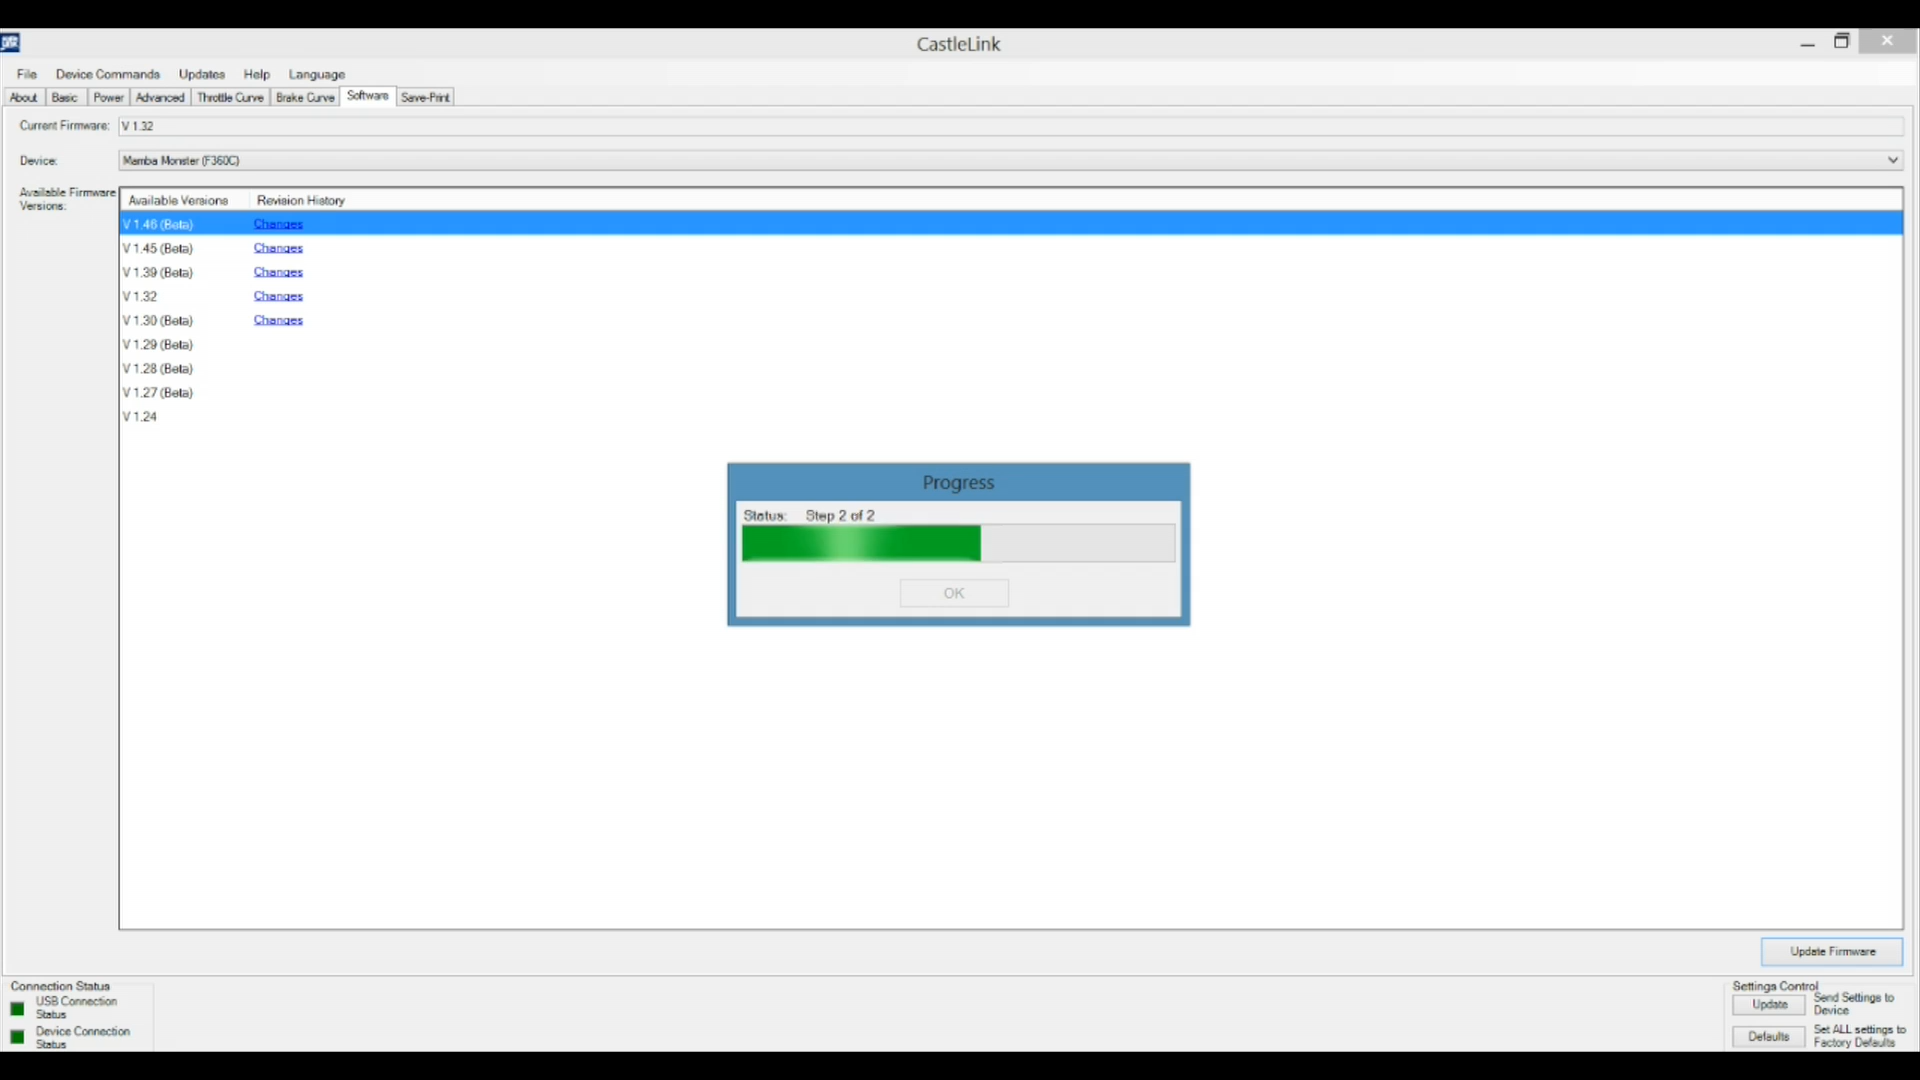 CastleLink
File Device Commands Updates Help Language
About Basic Power Advanced Throttle Curve Brake Curve Software Save-Print
Current Firmware: V 1.32
Device: Mamba Monster (F360C)
Available Firmware
Versions:
Available Versions Revision History
V 1.46 (Beta) Changes
V 1.45 (Beta) Changes
V 1.39 (Beta) Changes
V 1.32 Changes
V 1.30 (Beta) Changes
V 1.29 (Beta)
V 1.28 (Beta)
V 1.27 (Beta)
V 1.24
Progress
Status: Step 2 of 2
OK
Update Firmware
Connection Status
USB Connection
Status
Device Connection
Status
Settings Control
Update Send Settings to
Device
Defaults Set ALL settings to
Factory Defaults